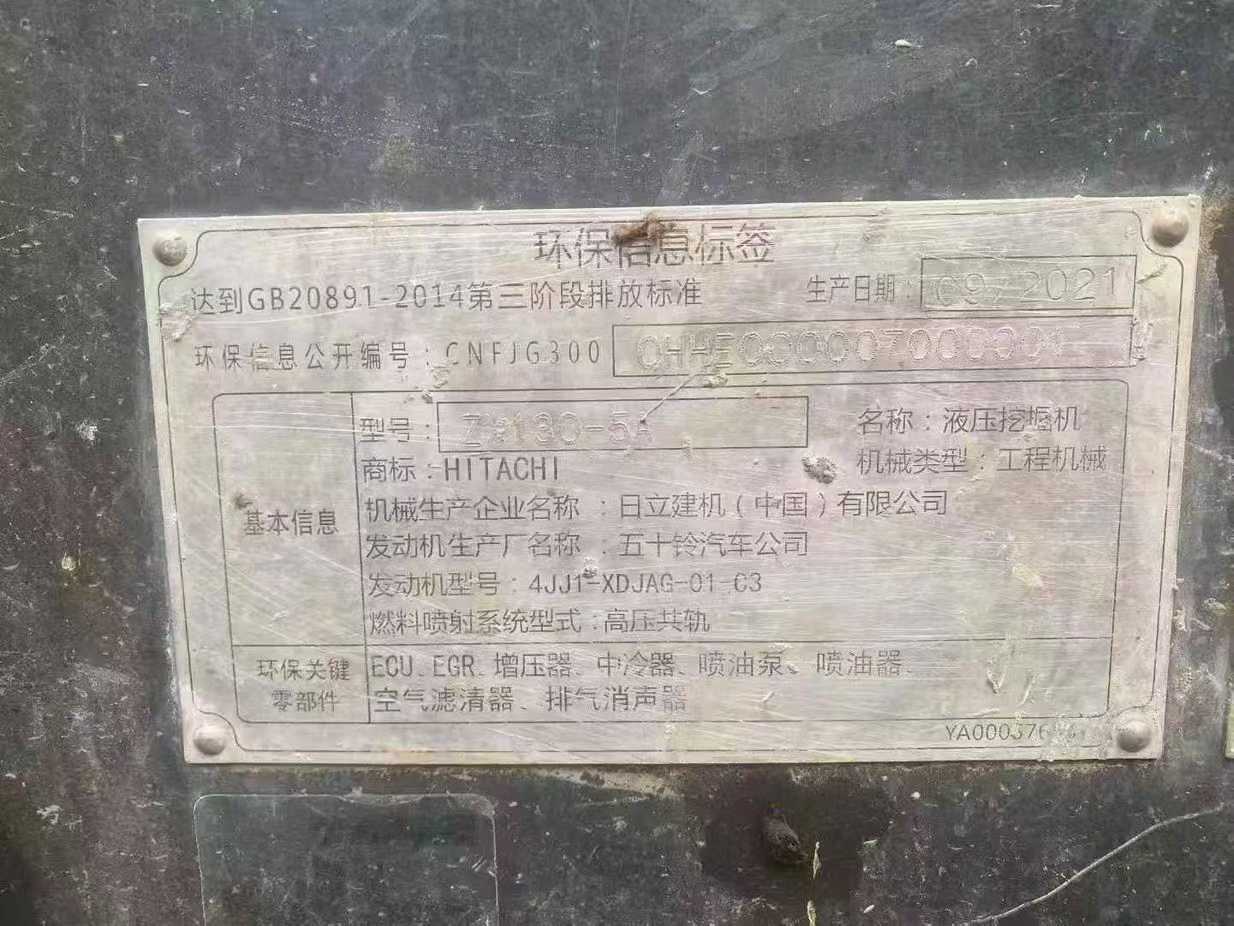 环保信息标签
达到GB20891-2014第三阶段排放标准 生产日期: 09/2021
环保信息公开编号: CNFJG300
型号: 130-5A 名称: 液压挖掘机
商标: HITACHI 机械类型: 工程机械
基本信息
机械生产企业名称 : 日立建机(中国)有限公司
发动机生产厂名称 : 五十铃汽车公司
发动机型号: 4JJ1-XDJAG-01-C3
燃料喷射系统型式: 高压共轨
环保关键零部件
ECU、EGR、增压器、中冷器、喷油泵、喷油器、
空气滤清器、排气消声器